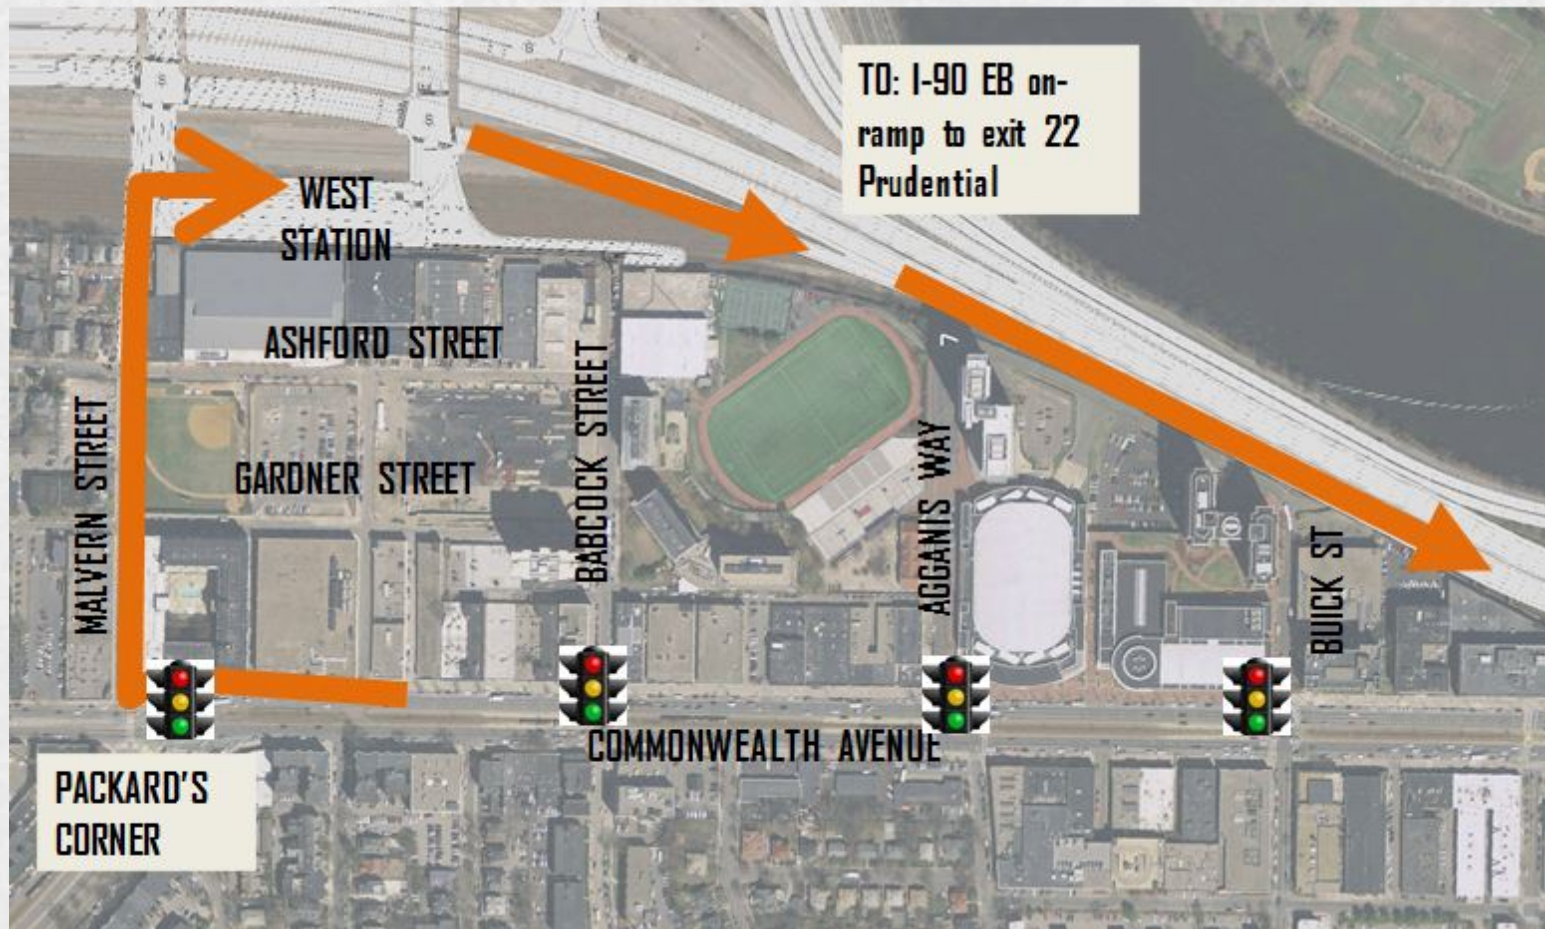 TO: I-90 EB on-
ramp to exit 22
Prudential
WEST
STATION
ASHFORD STREET
GARDNER STREET
MALVERN STREET
BABCOCK STREET
AGGANIS WAY
BUICK ST
COMMONWEALTH AVENUE
PACKARD'S
CORNER